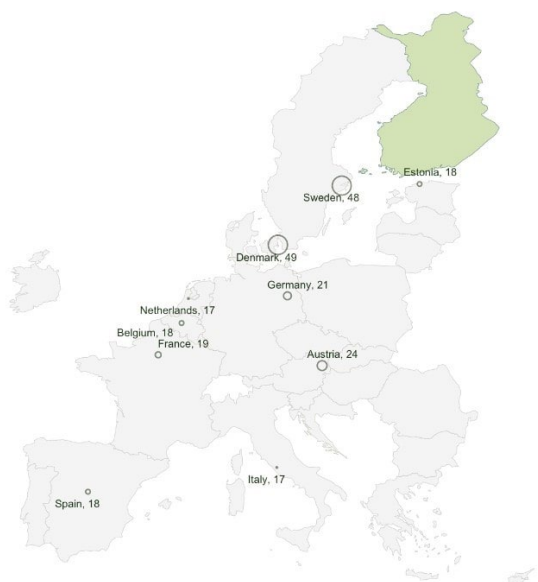 Estonia, 18
Sweden, 48
Denmark, 49
Germany, 21
Netherlands, 17
Belgium, 18
France, 19
Austria, 24
Italy, 17
Spain, 18